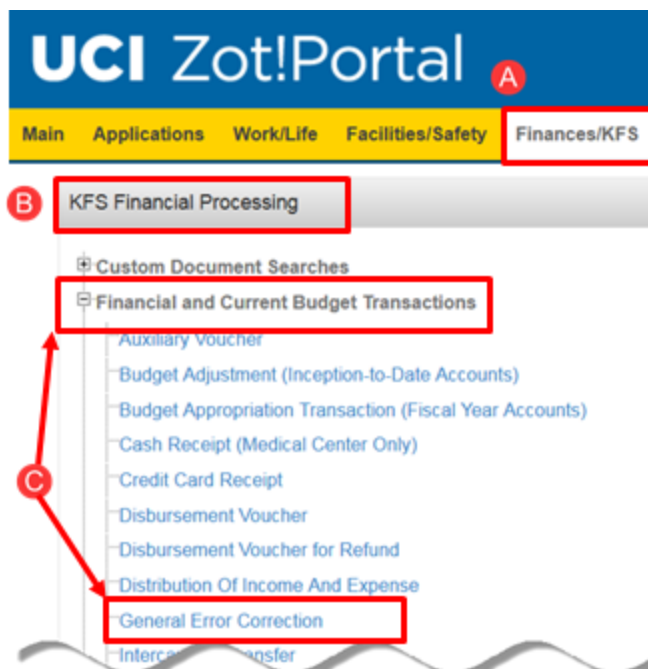 UCI Zot!Portal
A
Main Applications Work/Life Facilities/Safety Finances/KFS
B KFS Financial Processing
Custom Document Searches
Financial and Current Budget Transactions
Auxiliary Voucher
Budget Adjustment (Inception-to-Date Accounts)
Budget Appropriation Transaction (Fiscal Year Accounts)
Cash Receipt (Medical Center Only)
C
Credit Card Receipt
Disbursement Voucher
Disbursement Voucher for Refund
Distribution Of Income And Expense
General Error Correction